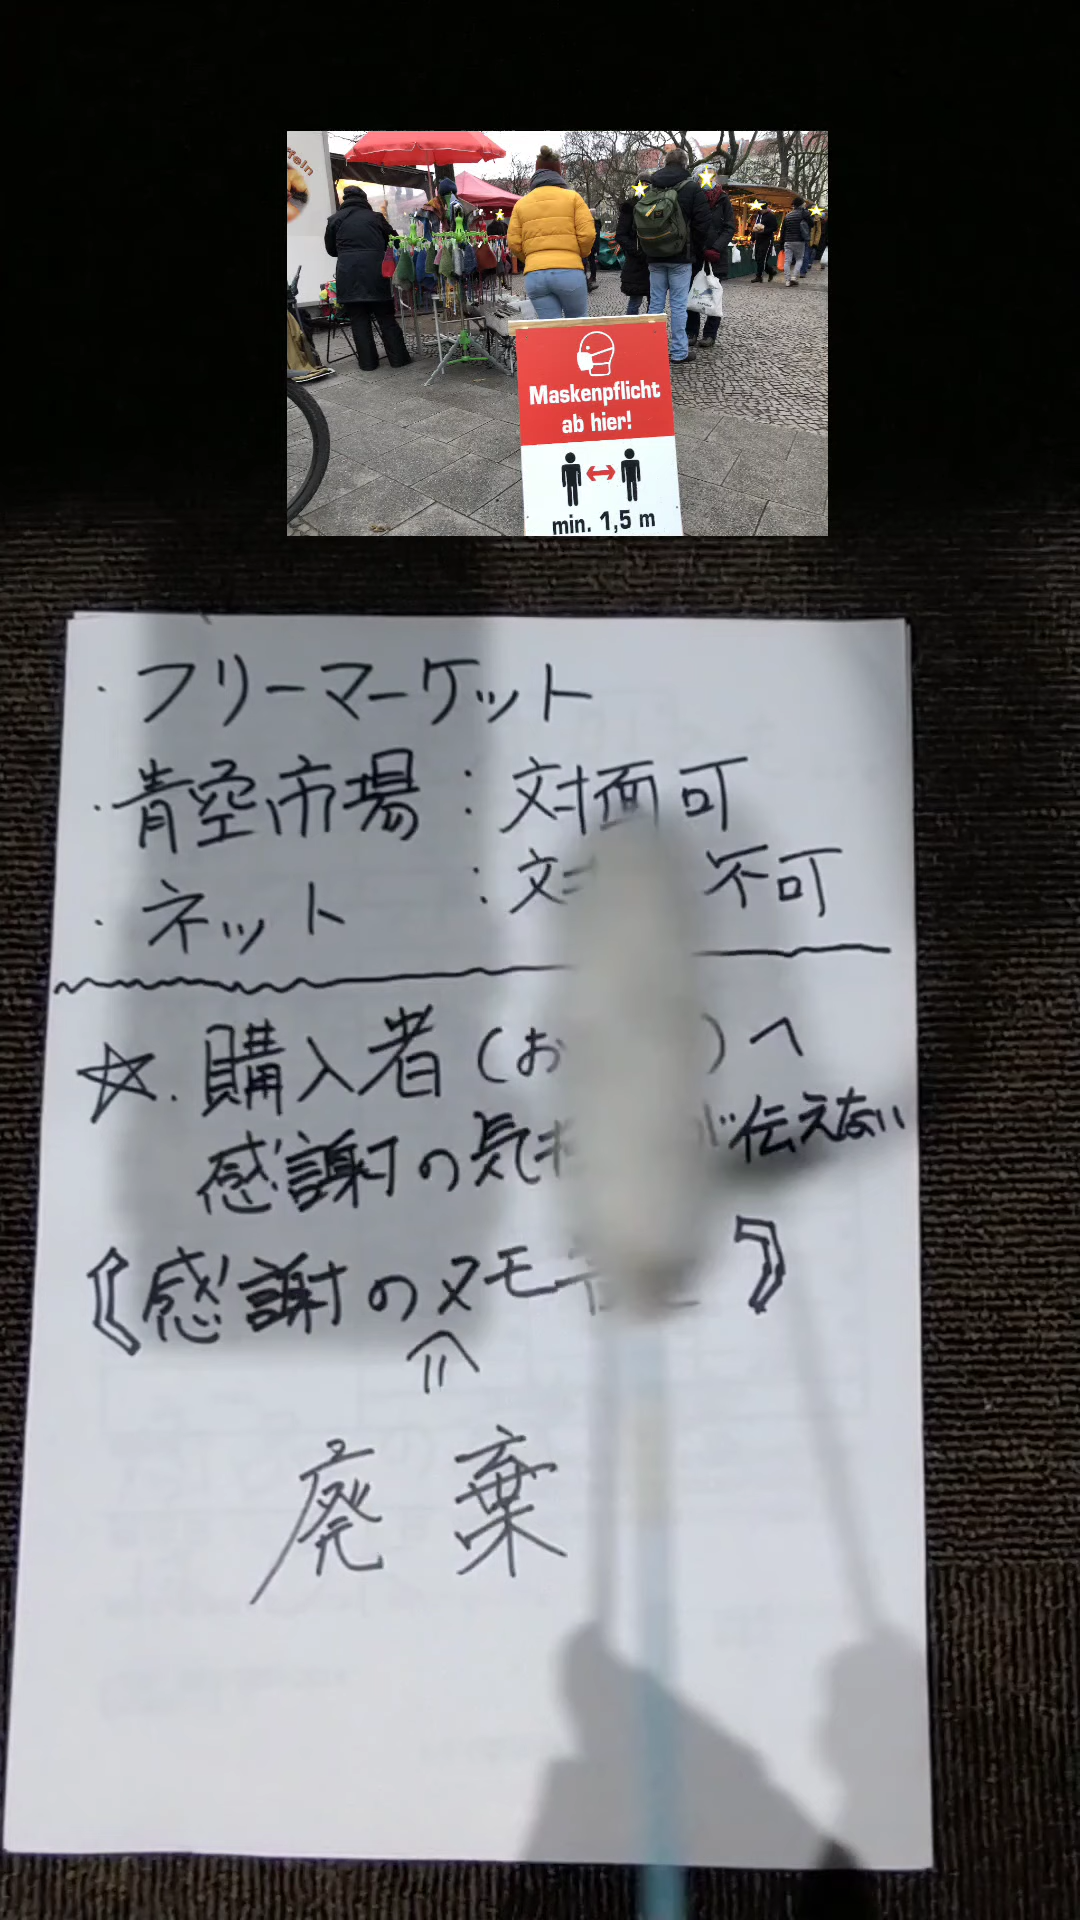 Maskenpflicht
ab hier!
min. 1,5 m
・フリーマーケット
・青空市場:対面可
・ネット:対 不可
☆.購入者(お )へ
感謝の気 が伝えない
《感謝のメモ 》
廃棄